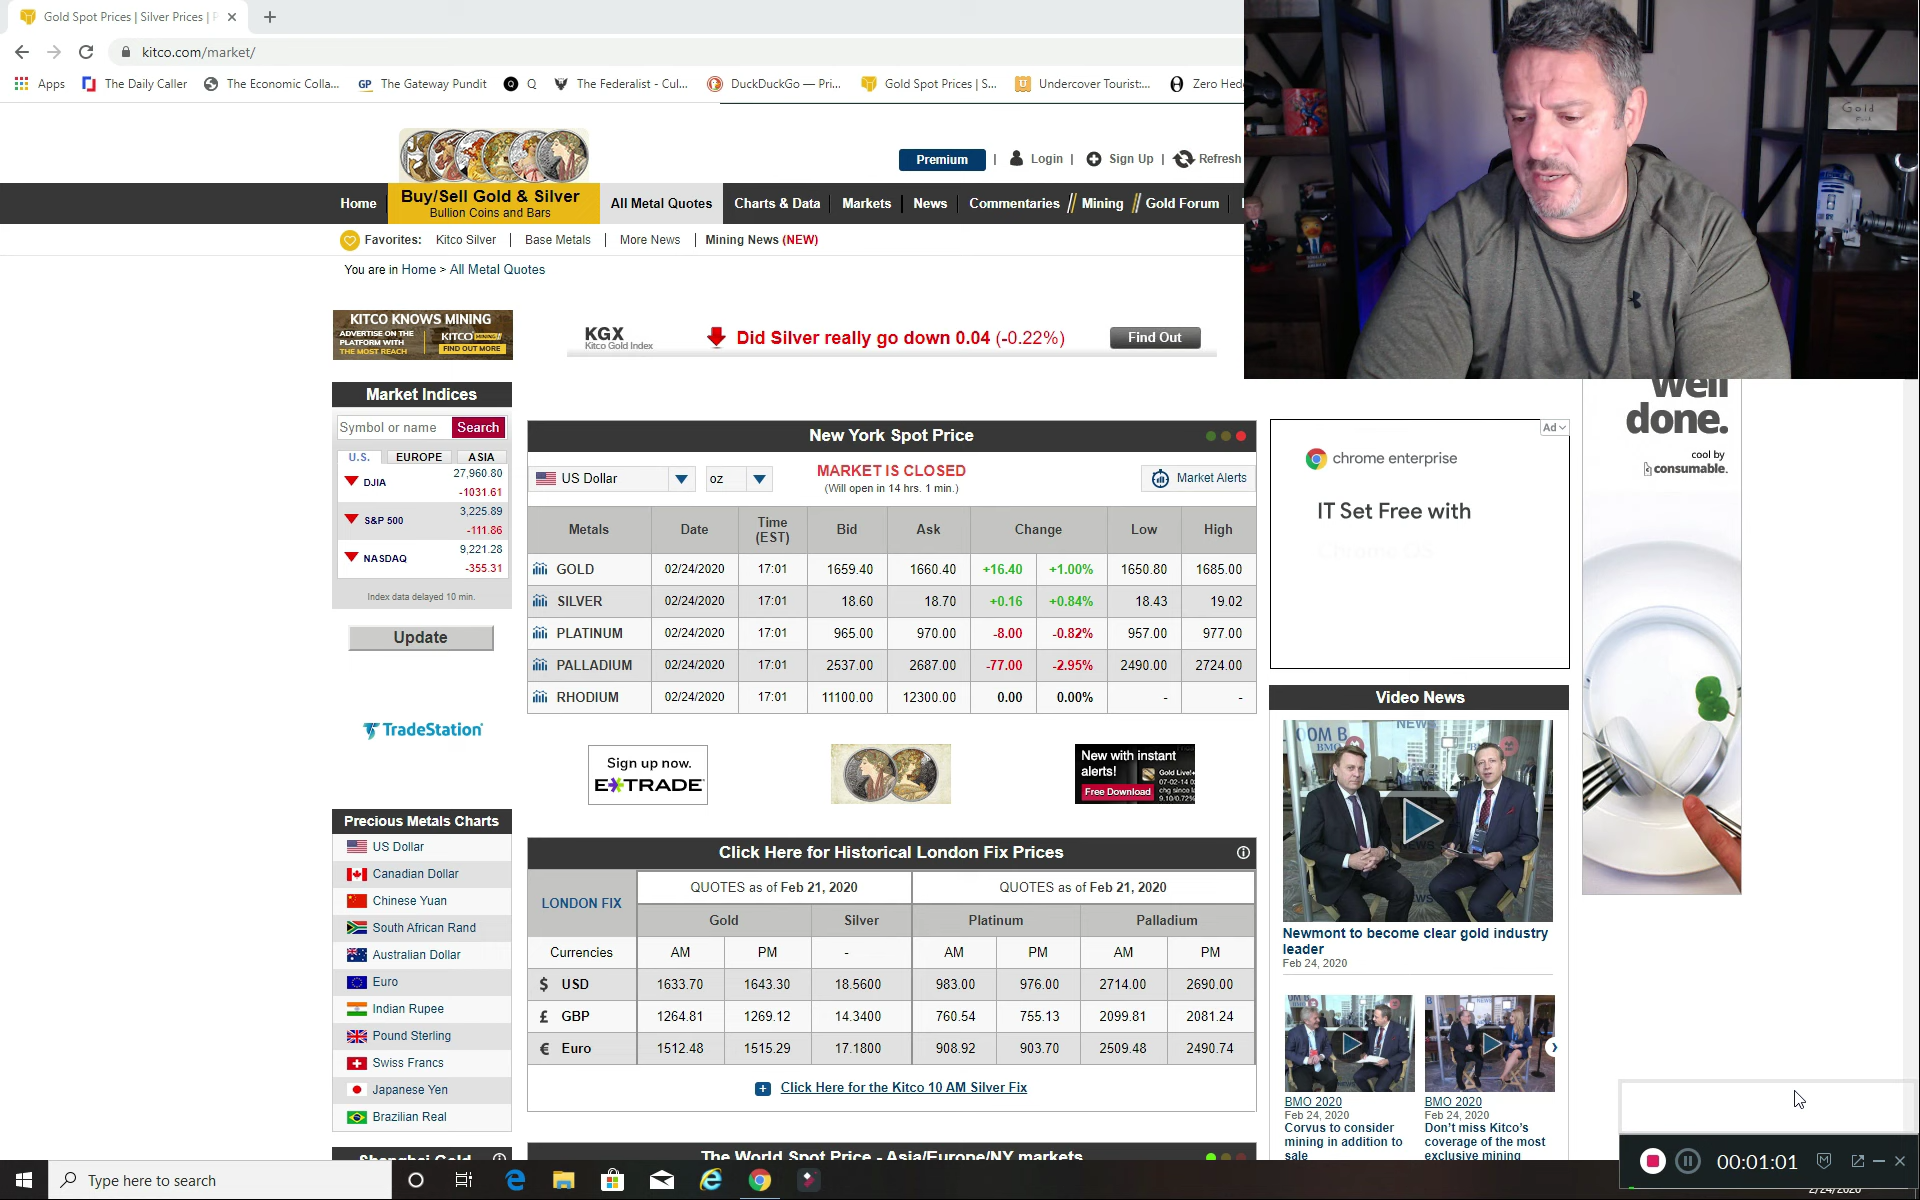 Gold Spot Prices | Silver Prices |
kitco.com/market/
Apps
The Daily Caller
The Economic Colla...
GP The Gateway Pundit
Q Q
The Federalist - Cul...
DuckDuckGo — Pri...
Gold Spot Prices | S...
U Undercover Tourist:...
Zero Hed
Gold
Premium | Login | Sign Up | Refresh
Home
Buy/Sell Gold & Silver
Bullion Coins and Bars
All Metal Quotes
Charts & Data
Markets
News
Commentaries
Mining
Gold Forum
Favorites: Kitco Silver | Base Metals | More News | Mining News (NEW)
You are in Home > All Metal Quotes
KITCO KNOWS MINING
ADVERTISE ON THE
PLATFORM WITH
THE MOST REACH
KITCO MINING
FIND OUT MORE
KGX
Kitco Gold Index
Did Silver really go down 0.04 (-0.22%)
Find Out
Market Indices
Symbol or name Search
U.S. EUROPE ASIA
DJIA 27,960.80
-1031.61
S&P 500 3,225.89
-111.86
NASDAQ 9,221.28
-355.31
Index data delayed 10 min.
Update
TradeStation
New York Spot Price
US Dollar oz
MARKET IS CLOSED
(Will open in 14 hrs. 1 min.)
Market Alerts
Metals Date Time (EST) Bid Ask Change Low High
GOLD 02/24/2020 17:01 1659.40 1660.40 +16.40 +1.00% 1650.80 1685.00
SILVER 02/24/2020 17:01 18.60 18.70 +0.16 +0.84% 18.43 19.02
PLATINUM 02/24/2020 17:01 965.00 970.00 -8.00 -0.82% 957.00 977.00
PALLADIUM 02/24/2020 17:01 2537.00 2687.00 -77.00 -2.95% 2490.00 2724.00
RHODIUM 02/24/2020 17:01 11100.00 12300.00 0.00 0.00% - -
Sign up now.
E*TRADE
New with instant
alerts!
Gold Live!
Free Download
Ad
chrome enterprise
IT Set Free with
Chrome OS
well
done.
cool by
consumable.
Precious Metals Charts
US Dollar
Canadian Dollar
Chinese Yuan
South African Rand
Australian Dollar
Euro
Indian Rupee
Pound Sterling
Swiss Francs
Japanese Yen
Brazilian Real
Shanghai Gold
Click Here for Historical London Fix Prices
LONDON FIX
QUOTES as of Feb 21, 2020 QUOTES as of Feb 21, 2020
Gold Silver Platinum Palladium
Currencies AM PM - AM PM AM PM
$ USD 1633.70 1643.30 18.5600 983.00 976.00 2714.00 2690.00
£ GBP 1264.81 1269.12 14.3400 760.54 755.13 2099.81 2081.24
€ Euro 1512.48 1515.29 17.1800 908.92 903.70 2509.48 2490.74
Click Here for the Kitco 10 AM Silver Fix
The World Spot Price - Asia/Europe/NY markets
Video News
Newmont to become clear gold industry
leader
Feb 24, 2020
BMO 2020
Feb 24, 2020
Corvus to consider
mining in addition to
sale
BMO 2020
Feb 24, 2020
Don't miss Kitco's
coverage of the most
exclusive mining
Type here to search
00:01:01
2/24/2020